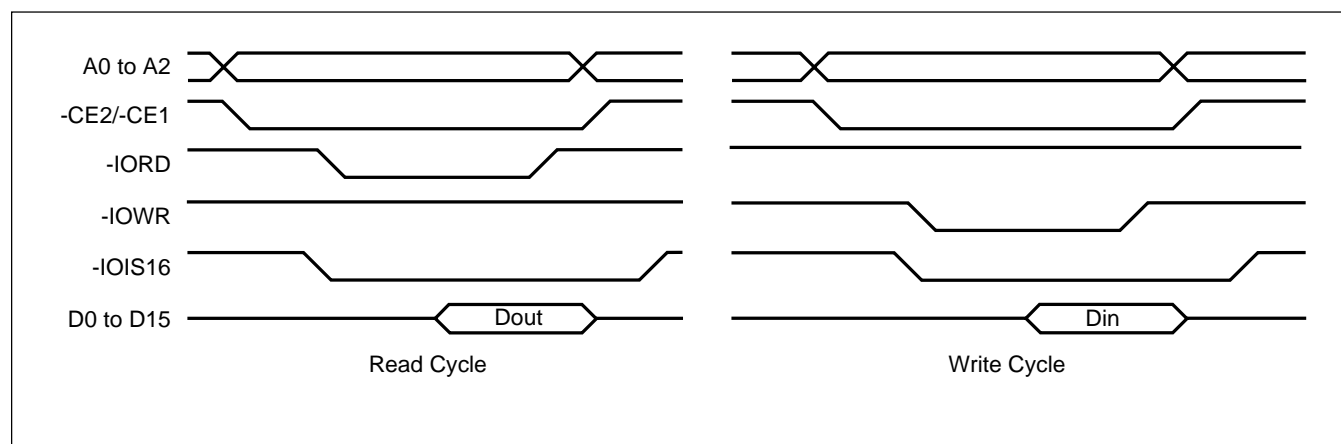 A0 to A2
-CE2/-CE1
-IORD
-IOWR
-IOIS16
D0 to D15
Dout
Din
Read Cycle
Write Cycle